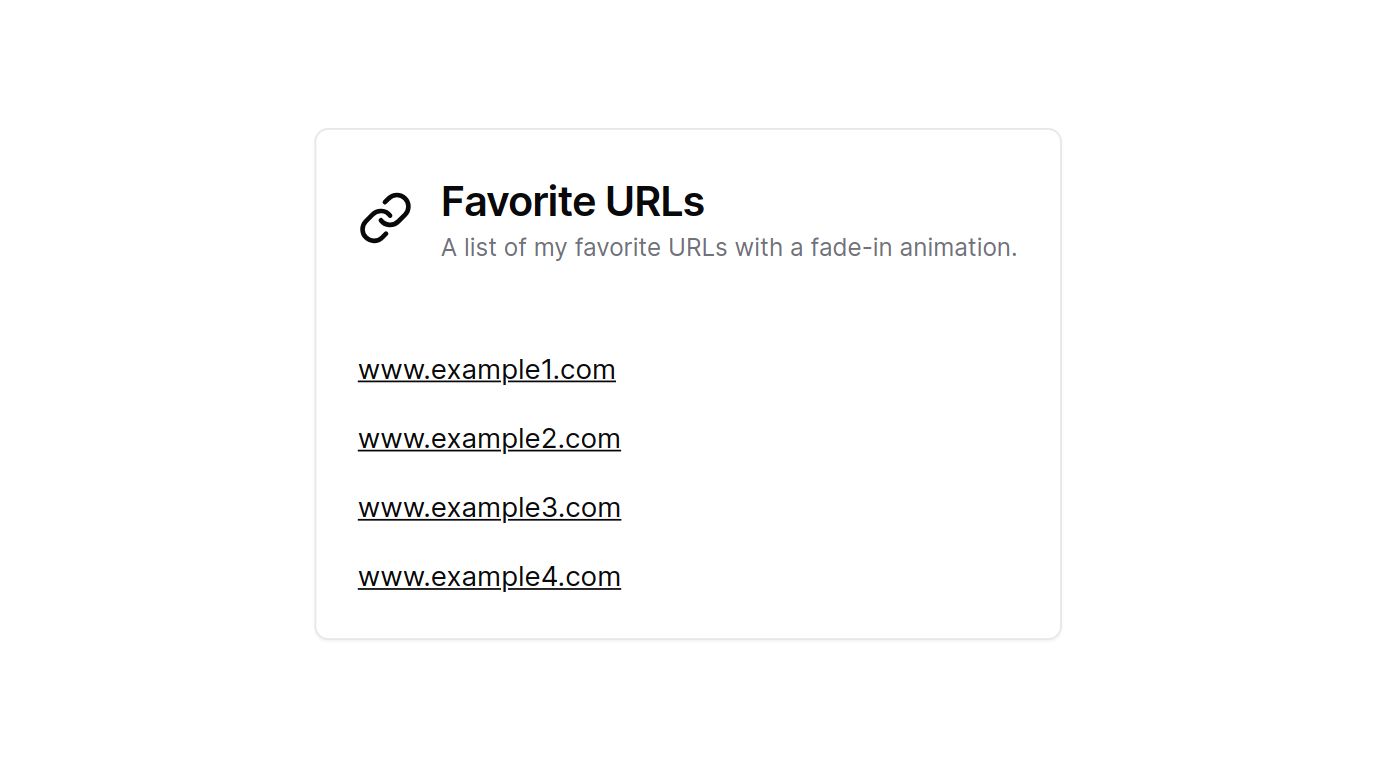 Favorite URLs
A list of my favorite URLs with a fade-in animation.
www.example1.com
www.example2.com
www.example3.com
www.example4.com